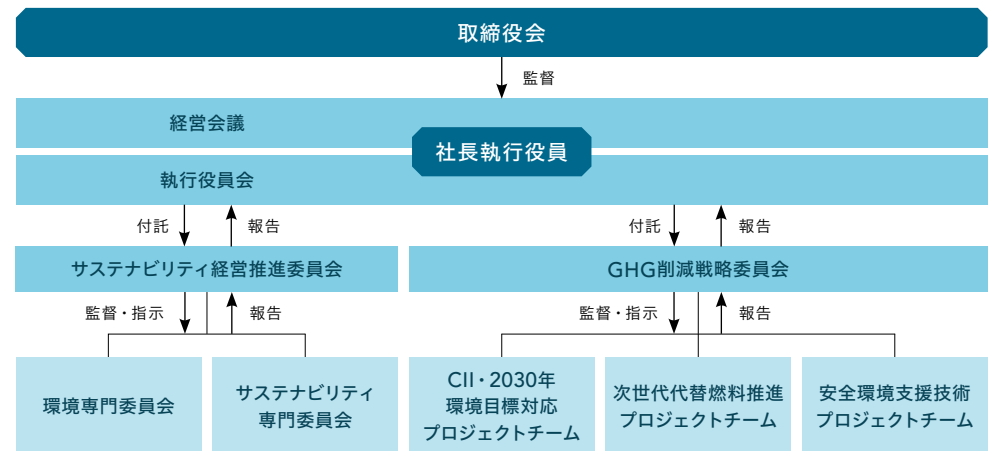 取締役会
監督
経営会議
社長執行役員
執行役員会
付託
報告
付託
報告
サステナビリティ経営推進委員会
GHG削減戦略委員会
監督・指示
報告
監督・指示
報告
環境専門委員会
サステナビリティ
専門委員会
CII・2030年
環境目標対応
プロジェクトチーム
次世代代替燃料推進
プロジェクトチーム
安全環境支援技術
プロジェクトチーム